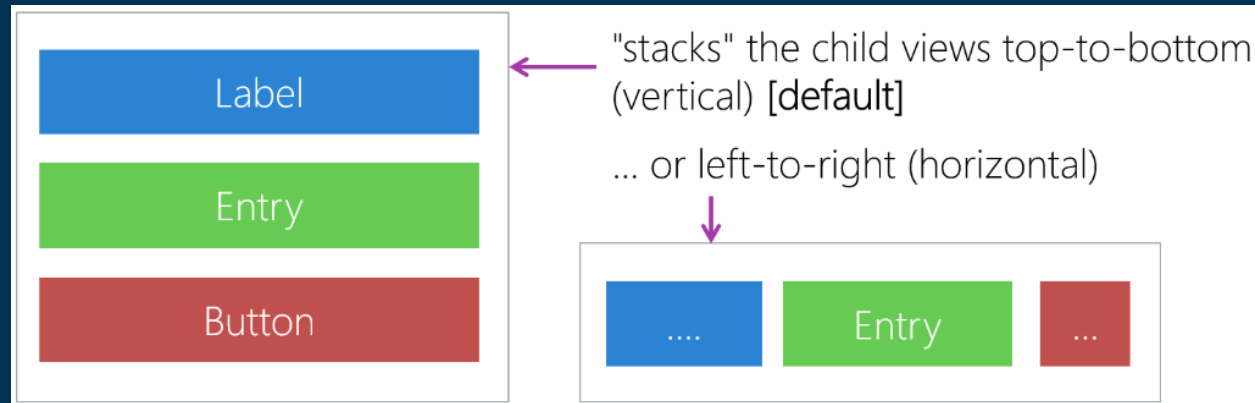 Label
Entry
Button
"stacks" the child views top-to-bottom
(vertical) [default]
... or left-to-right (horizontal)
....
Entry
...